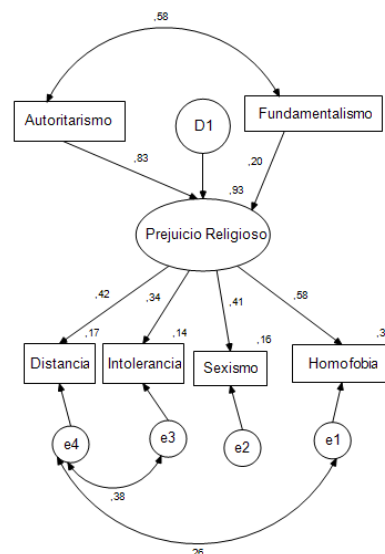 ,58
Autoritarismo
Fundamentalismo
D1
,83
,20
,93
Prejuicio Religioso
,42
,34
,41
,58
,17
,14
,16
,3
Distancia
Intolerancia
Sexismo
Homofobia
e4
e3
e2
e1
,38
,26